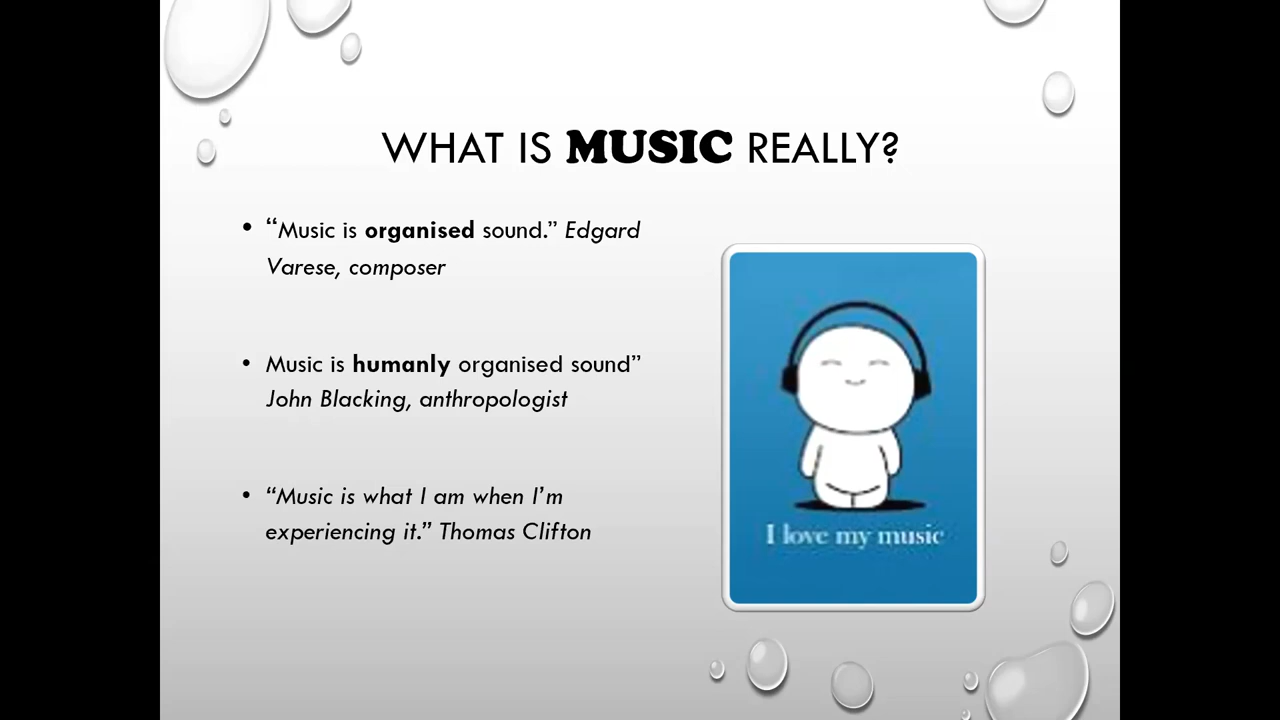 WHAT IS MUSIC REALLY?
• “Music is organised sound.” Edgard
Varese, composer
• Music is humanly organised sound”
John Blacking, anthropologist
• “Music is what I am when I’m
experiencing it.” Thomas Clifton
I love my music